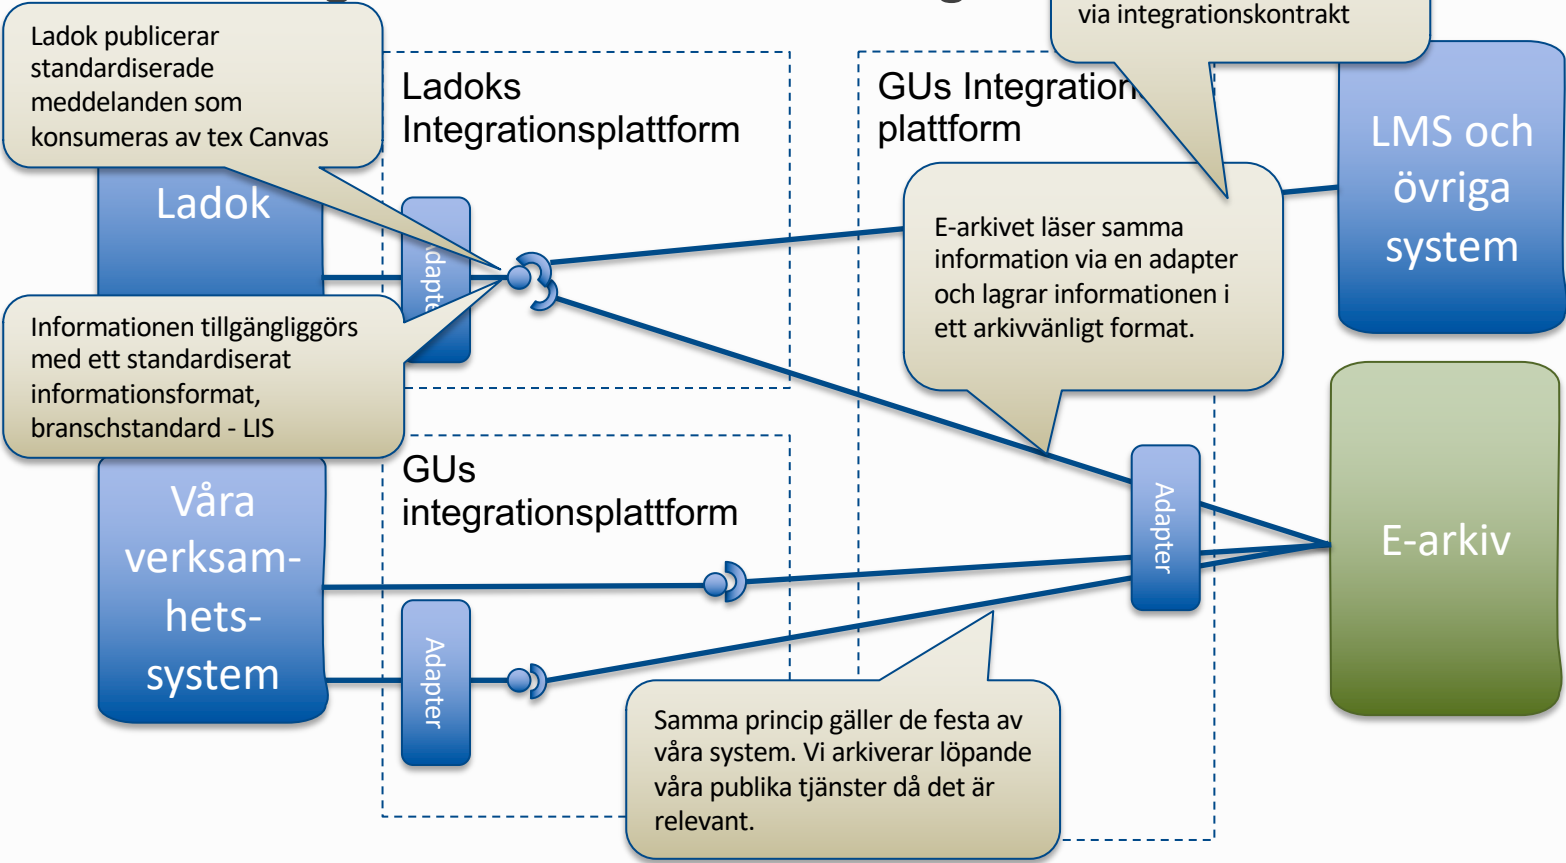 via integrationskontrakt
Ladok publicerar
standardiserade
meddelanden som
konsumeras av tex Canvas
Ladoks
Integrationsplattform
GUs Integration
plattform
LMS och
övriga
system
Ladok
Adapter
E-arkivet läser samma
information via en adapter
och lagrar informationen i
ett arkivvänligt format.
Informationen tillgängliggörs
med ett standardiserat
informationsformat,
branschstandard - LIS
GUs
integrationsplattform
Våra
verksam-
hets-
system
Adapter
E-arkiv
Adapter
Samma princip gäller de festa av
våra system. Vi arkiverar löpande
våra publika tjänster då det är
relevant.